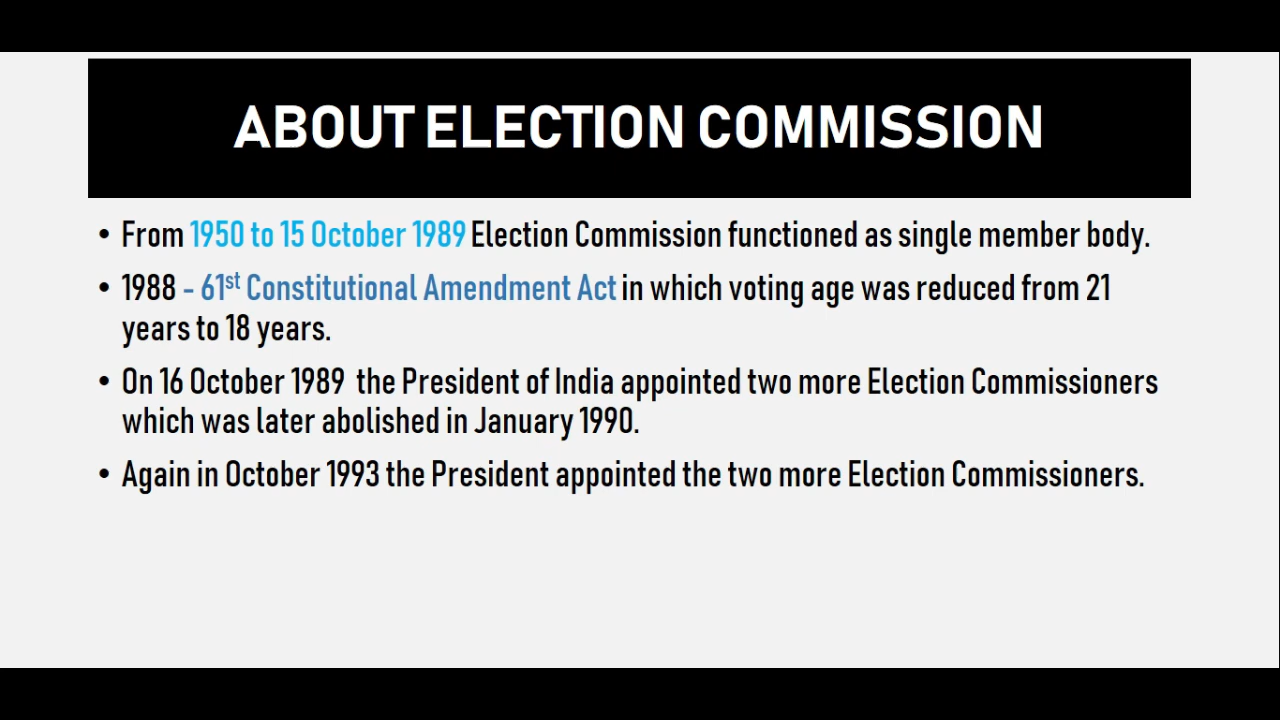 ABOUT ELECTION COMMISSION
• From 1950 to 15 October 1989 Election Commission functioned as single member body.
• 1988 - 61st Constitutional Amendment Act in which voting age was reduced from 21
years to 18 years.
• On 16 October 1989 the President of India appointed two more Election Commissioners
which was later abolished in January 1990.
• Again in October 1993 the President appointed the two more Election Commissioners.